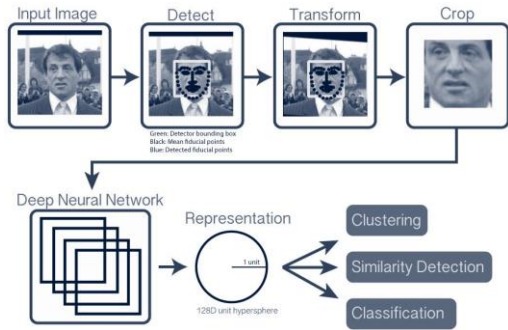 Input Image
Detect
Transform
Crop
Green: Detector bounding box
Black: Mean fiducial points
Blue: Detected fiducial points
Deep Neural Network
Representation
1 unit
128D unit hypersphere
Clustering
Similarity Detection
Classification